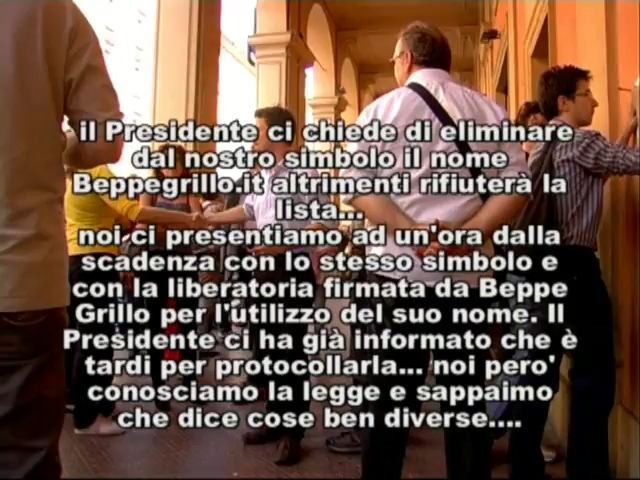 il Presidente ci chiede di eliminare
dal nostro simbolo il nome
Beppegrillo.it altrimenti rifiuterà la
lista...
noi ci presentiamo ad un'ora dalla
scadenza con lo stesso simbolo e
con la liberatoria firmata da Beppe
Grillo per l'utilizzo del suo nome. Il
Presidente ci ha già informato che è
tardi per protocollarla... noi pero'
conosciamo la legge e sappaimo
che dice cose ben diverse....